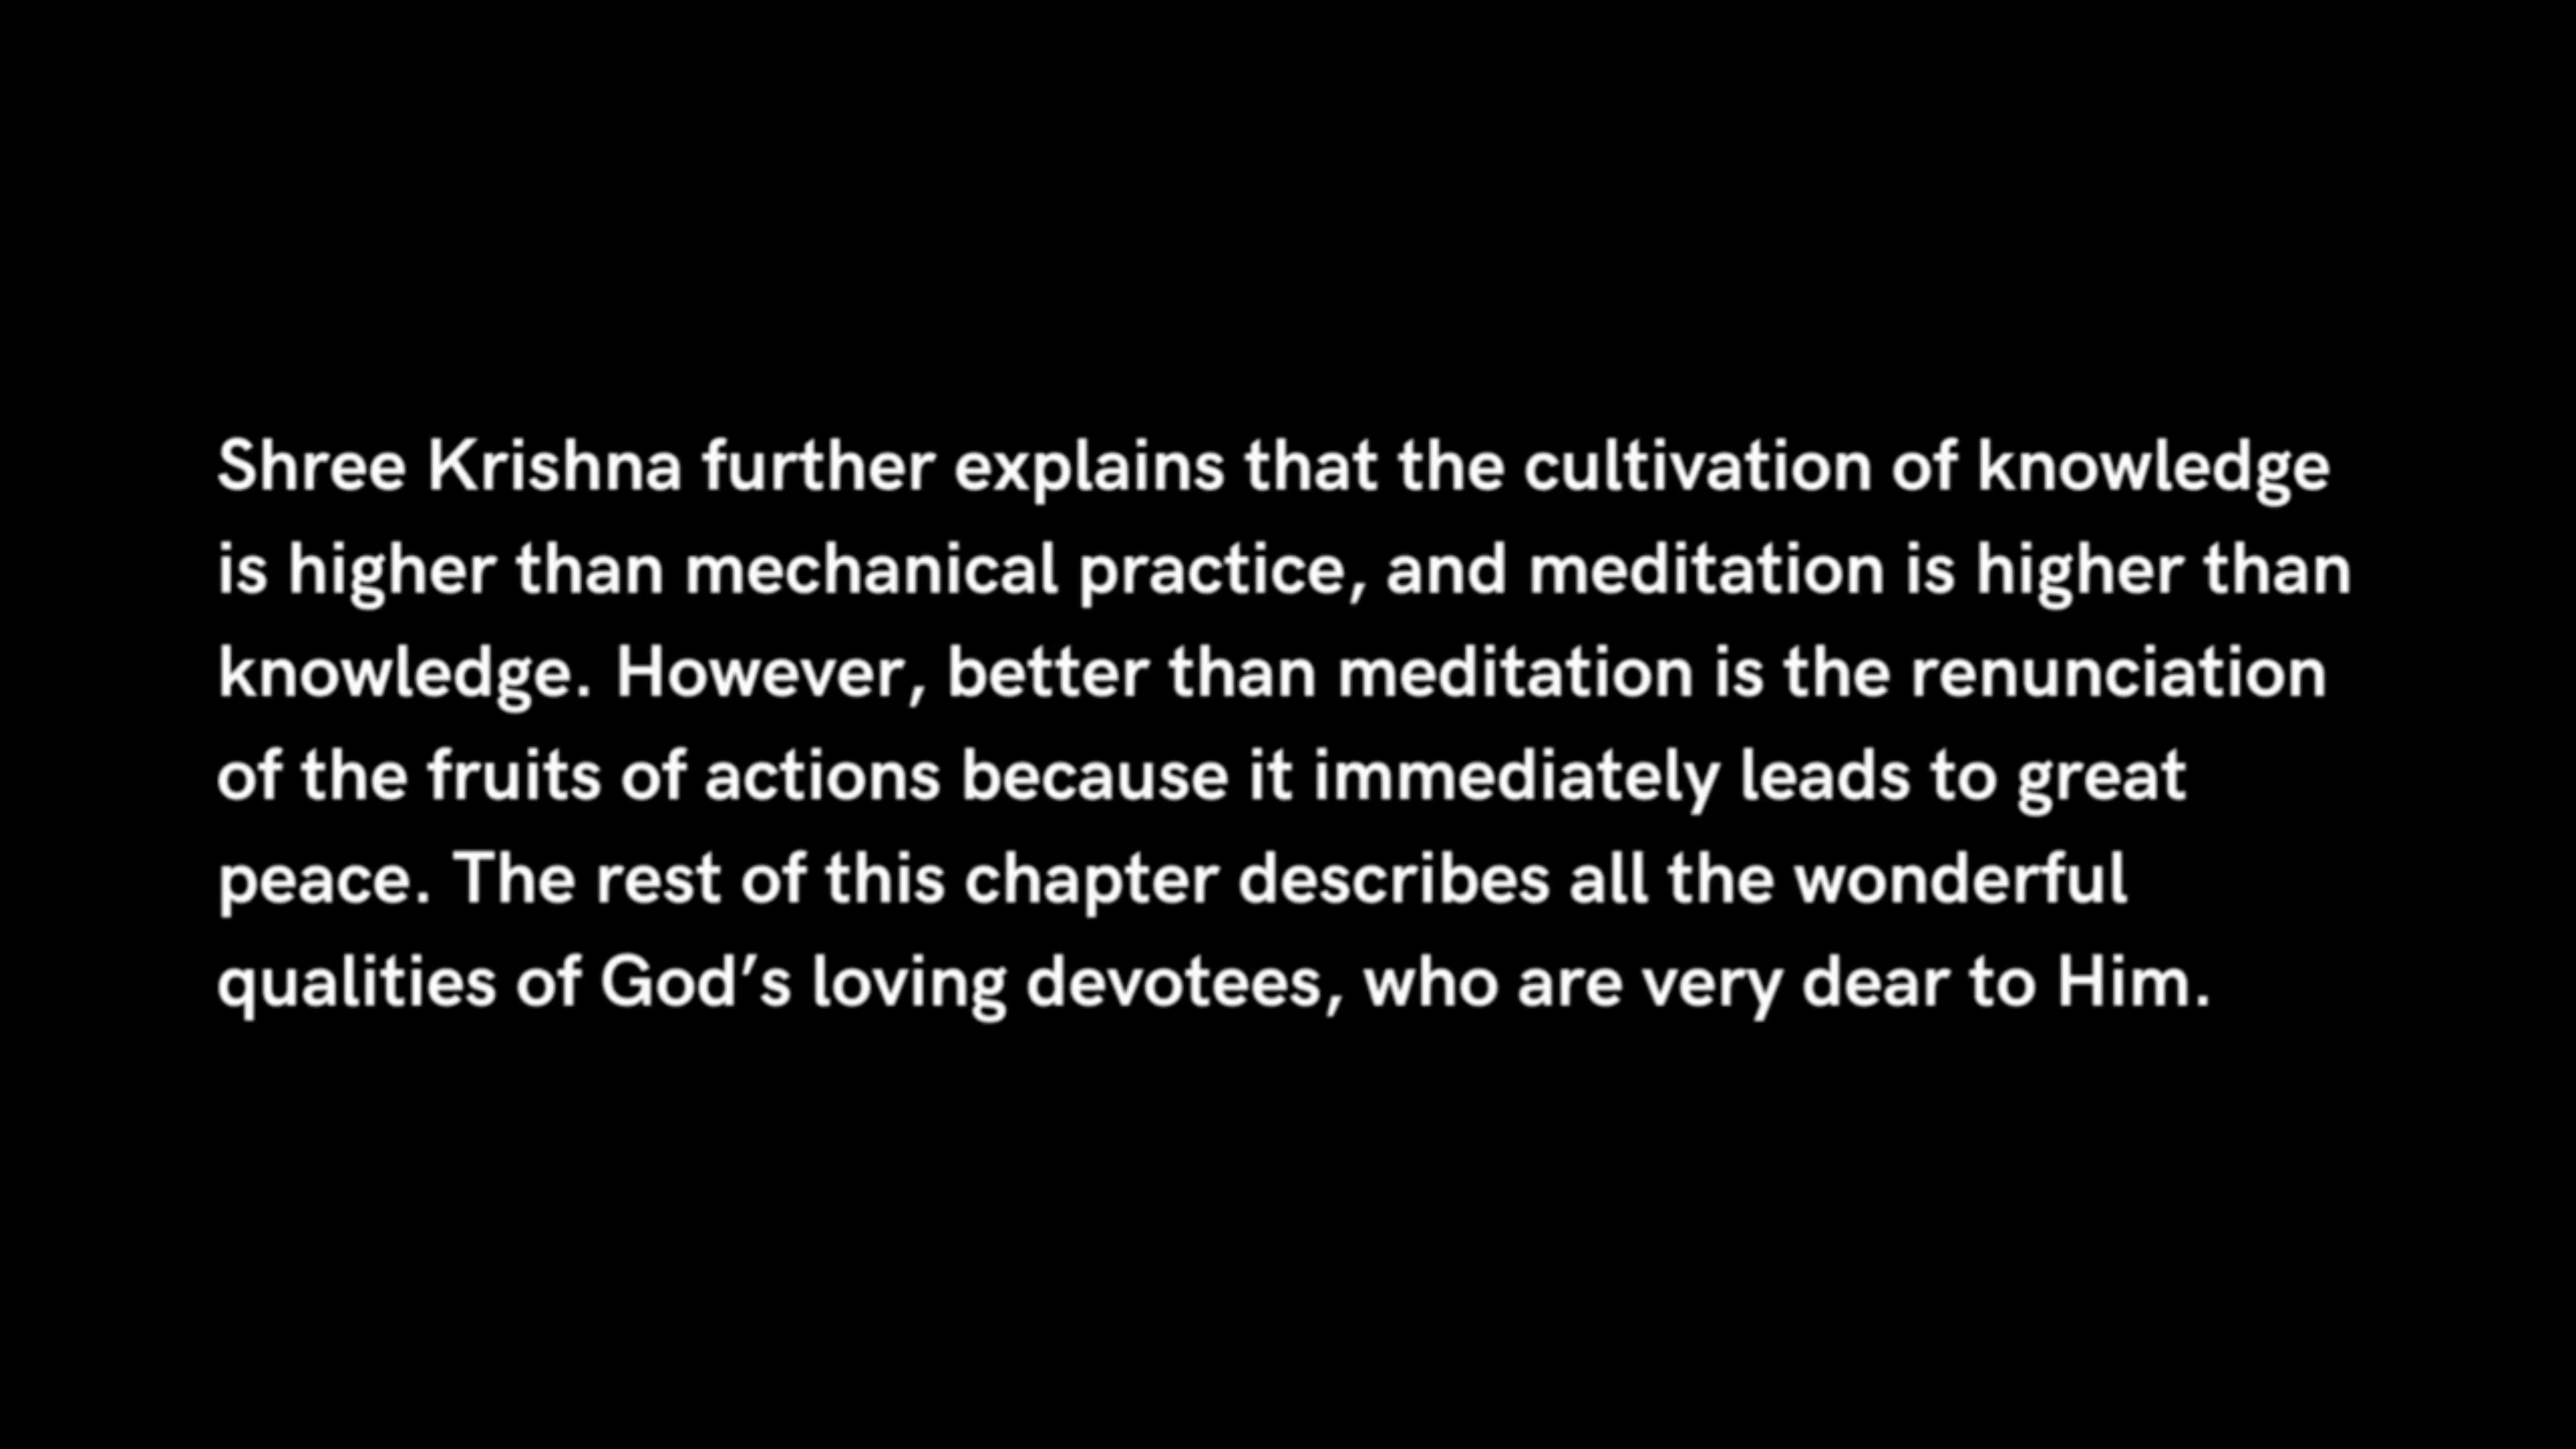 Shree Krishna further explains that the cultivation of knowledge
is higher than mechanical practice, and meditation is higher than
knowledge. However, better than meditation is the renunciation
of the fruits of actions because it immediately leads to great
peace. The rest of this chapter describes all the wonderful
qualities of God’s loving devotees, who are very dear to Him.